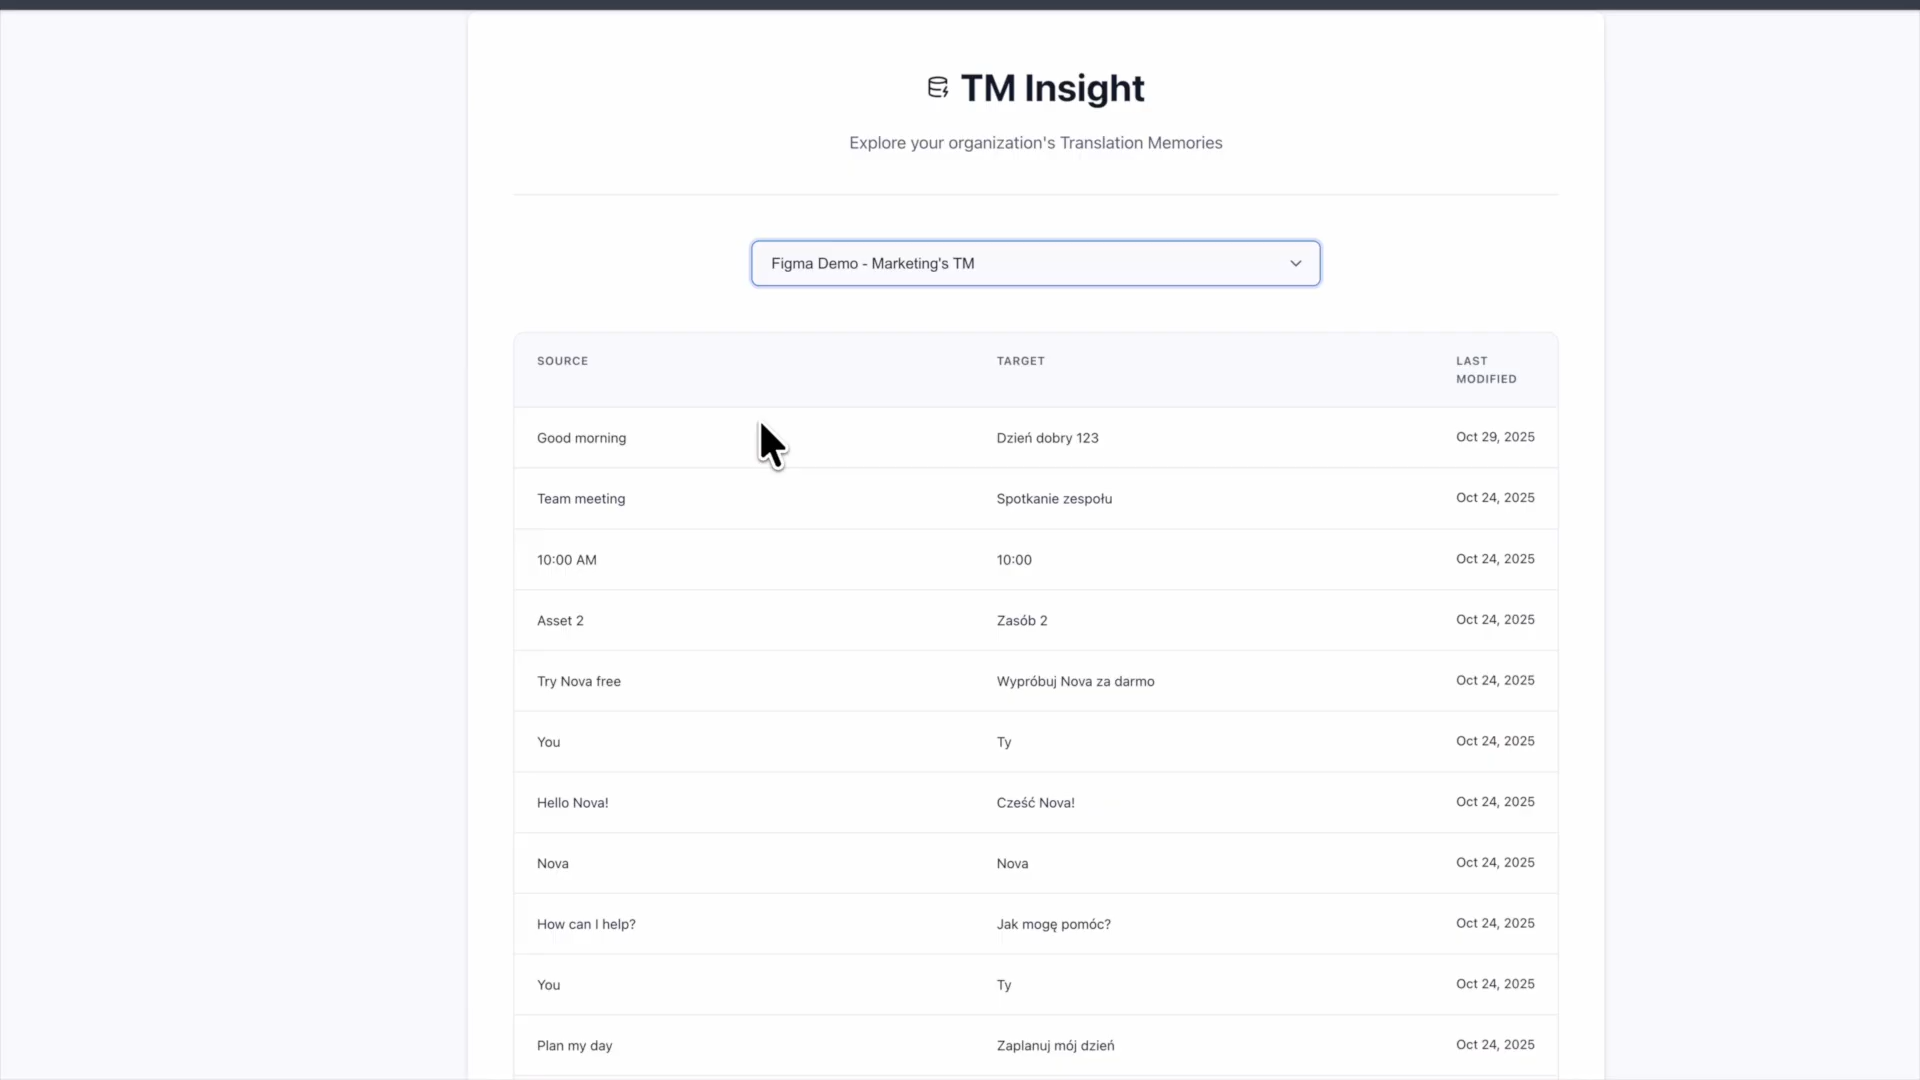 TM Insight
Explore your organization's Translation Memories
Figma Demo - Marketing's TM
SOURCE TARGET LAST MODIFIED
Good morning Dzień dobry 123 Oct 29, 2025
Team meeting Spotkanie zespołu Oct 24, 2025
10:00 AM 10:00 Oct 24, 2025
Asset 2 Zasób 2 Oct 24, 2025
Try Nova free Wypróbuj Nova za darmo Oct 24, 2025
You Ty Oct 24, 2025
Hello Nova! Cześć Nova! Oct 24, 2025
Nova Nova Oct 24, 2025
How can I help? Jak mogę pomóc? Oct 24, 2025
You Ty Oct 24, 2025
Plan my day Zaplanuj mój dzień Oct 24, 2025